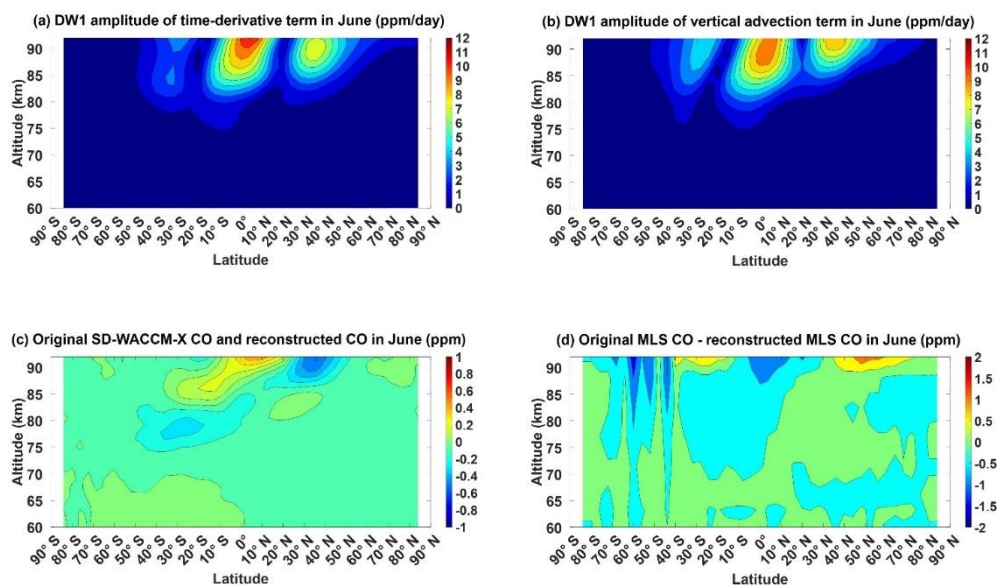 (a) DW1 amplitude of time-derivative term in June (ppm/day)
90
85
80
75
70
65
60
Altitude (km)
90° S
80° S
70° S
60° S
50° S
40° S
30° S
20° S
10° S
0°
10° N
20° N
30° N
40° N
50° N
60° N
70° N
80° N
90° N
Latitude
12
11
10
9
8
7
6
5
4
3
2
1
0
(b) DW1 amplitude of vertical advection term in June (ppm/day)
90
85
80
75
70
65
60
Altitude (km)
90° S
80° S
70° S
60° S
50° S
40° S
30° S
20° S
10° S
0°
10° N
20° N
30° N
40° N
50° N
60° N
70° N
80° N
90° N
Latitude
12
11
10
9
8
7
6
5
4
3
2
1
0
(c) Original SD-WACCM-X CO and reconstructed CO in June (ppm)
90
85
80
75
70
65
60
Altitude (km)
90° S
80° S
70° S
60° S
50° S
40° S
30° S
20° S
10° S
0°
10° N
20° N
30° N
40° N
50° N
60° N
70° N
80° N
90° N
Latitude
1
0.8
0.6
0.4
0.2
0
-0.2
-0.4
-0.6
-0.8
-1
(d) Original MLS CO - reconstructed MLS CO in June (ppm)
90
85
80
75
70
65
60
Altitude (km)
90° S
80° S
70° S
60° S
50° S
40° S
30° S
20° S
10° S
0°
10° N
20° N
30° N
40° N
50° N
60° N
70° N
80° N
90° N
Latitude
2
1.5
1
0.5
0
-0.5
-1
-1.5
-2